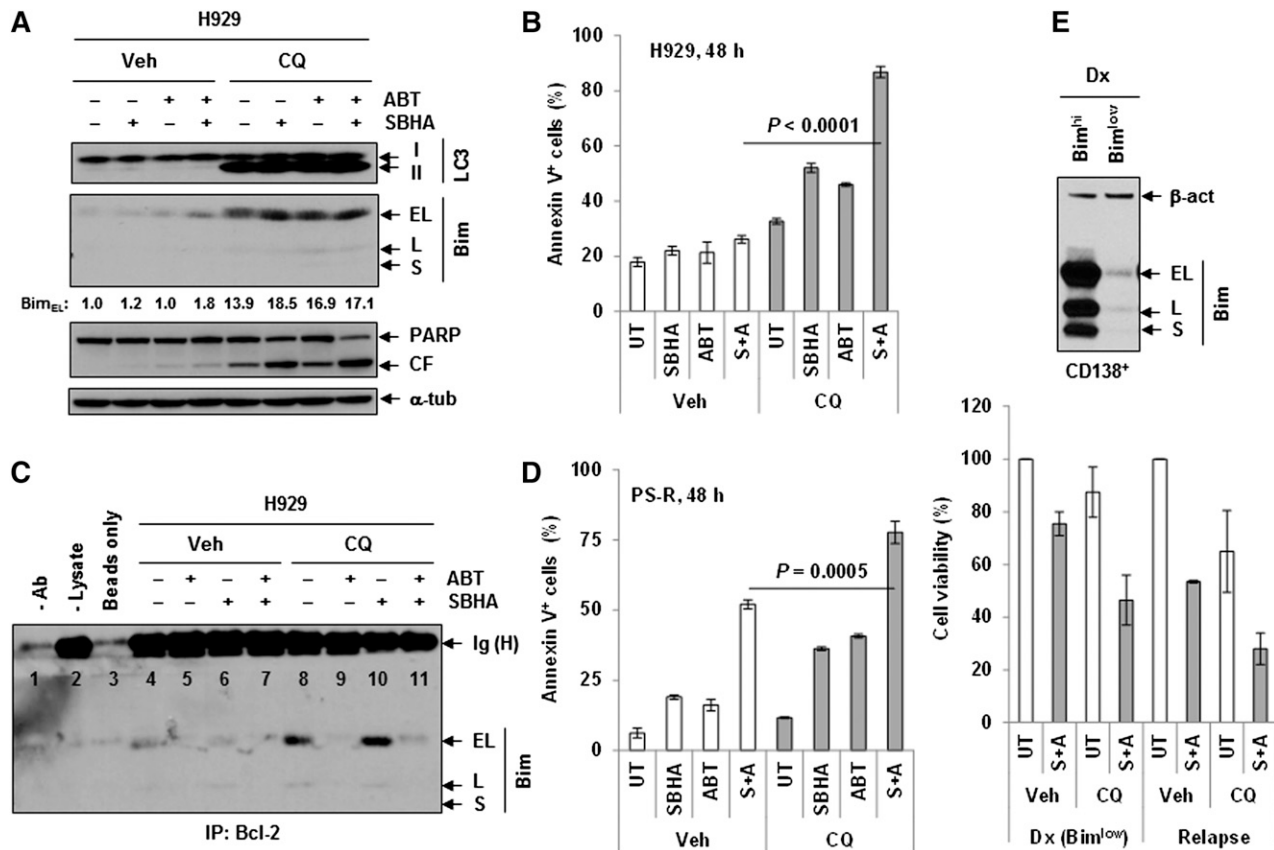 A
H929
Veh CQ
– – + + – – + + ABT
– + – + – + – + SBHA
I
II
LC3
EL
L
S
Bim
BimEL: 1.0 1.2 1.0 1.8 13.9 18.5 16.9 17.1
PARP
CF
α-tub
B
H929, 48 h
P < 0.0001
Annexin V+ cells (%)
100
80
60
40
20
0
UT SBHA ABT S+A UT SBHA ABT S+A
Veh CQ
C
H929
Veh CQ
- Ab - Lysate Beads only
– + – + – + – + ABT
– – + + – – + + SBHA
Ig (H)
1 2 3 4 5 6 7 8 9 10 11
EL
L
S
Bim
IP: Bcl-2
D
PS-R, 48 h
P = 0.0005
Annexin V+ cells (%)
100
75
50
25
0
UT SBHA ABT S+A UT SBHA ABT S+A
Veh CQ
E
Dx
Bimhi Bimlow
β-act
EL
L
S
Bim
CD138+
Cell viability (%)
120
100
80
60
40
20
0
UT S+A UT S+A UT S+A UT S+A
Veh CQ Veh CQ
Dx (Bimlow) Relapse